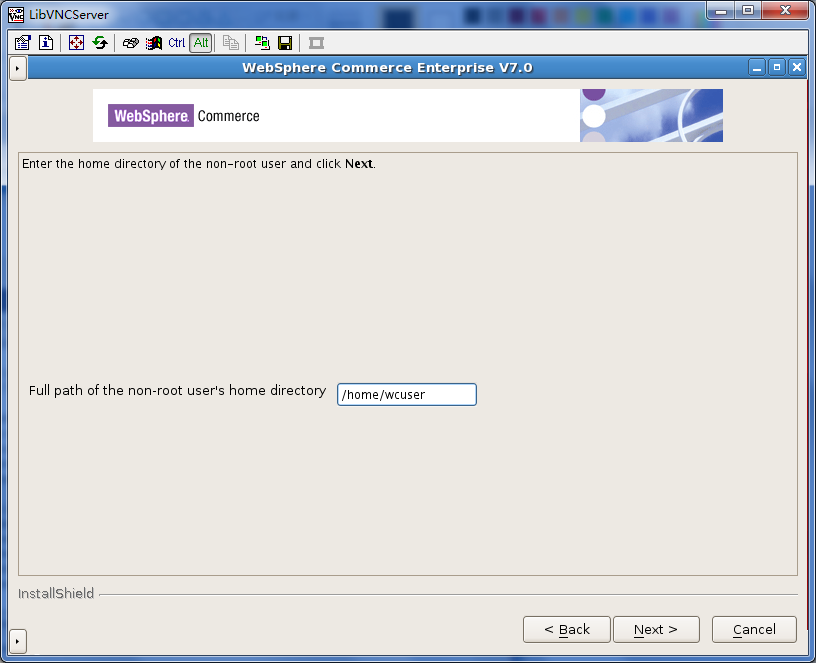 LibVNCServer
Ctrl Alt
WebSphere Commerce Enterprise V7.0
WebSphere. Commerce
Enter the home directory of the non-root user and click Next.
Full path of the non-root user's home directory /home/wcuser
InstallShield
< Back Next > Cancel